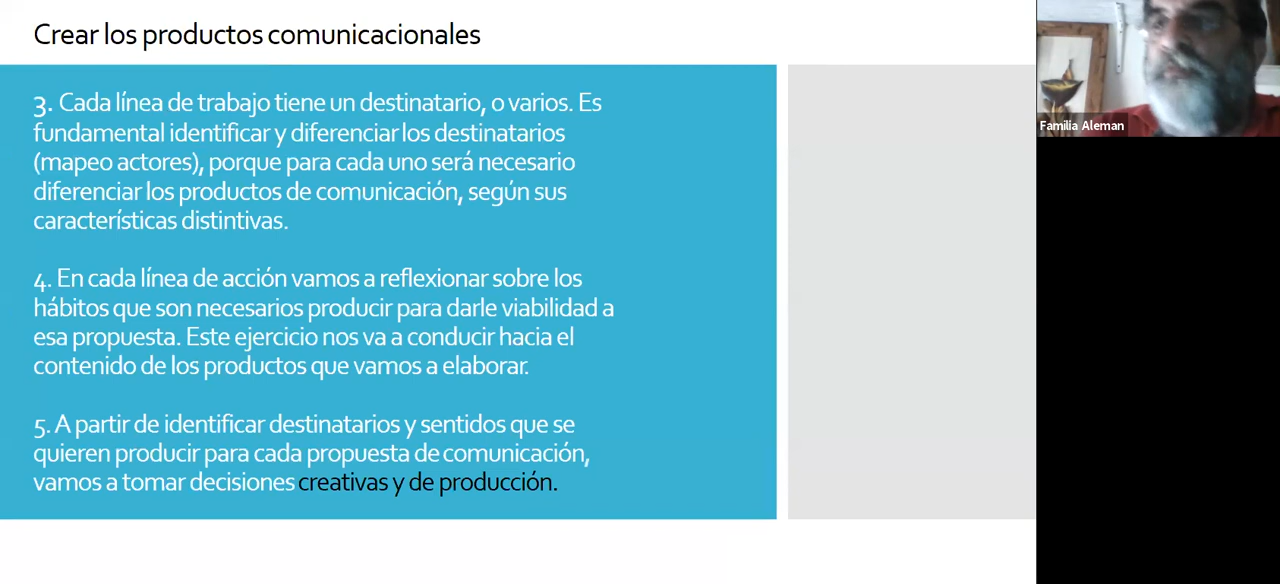 Crear los productos comunicacionales
3. Cada línea de trabajo tiene un destinatario, o varios. Es
fundamental identificar y diferenciar los destinatarios
(mapeo actores), porque para cada uno será necesario
diferenciar los productos de comunicación, según sus
características distintivas.
4. En cada línea de acción vamos a reflexionar sobre los
hábitos que son necesarios producir para darle viabilidad a
esa propuesta. Este ejercicio nos va a conducir hacia el
contenido de los productos que vamos a elaborar.
5. A partir de identificar destinatarios y sentidos que se
quieren producir para cada propuesta de comunicación,
vamos a tomar decisiones creativas y de producción.
Familia Aleman